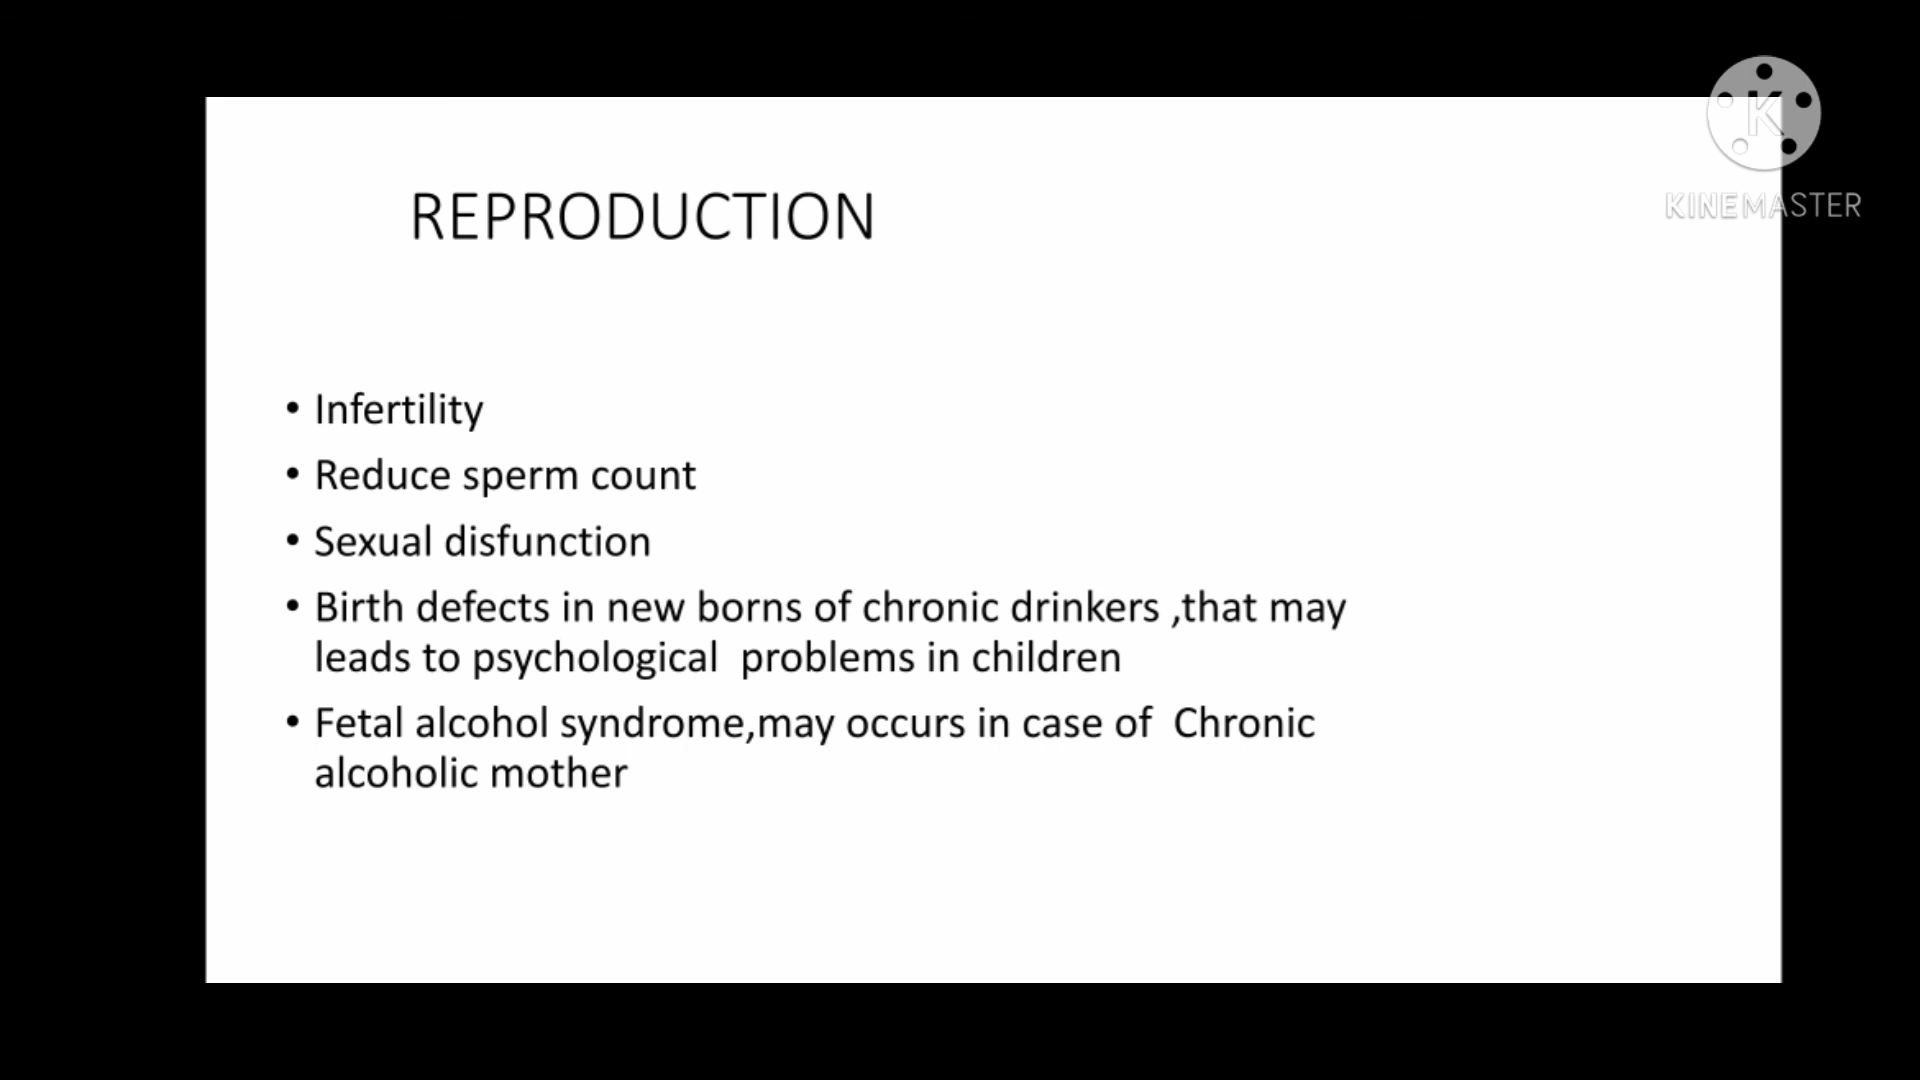 K
KINEMASTER
REPRODUCTION
• Infertility
• Reduce sperm count
• Sexual disfunction
• Birth defects in new borns of chronic drinkers ,that may
leads to psychological  problems in children
• Fetal alcohol syndrome,may occurs in case of  Chronic
alcoholic mother